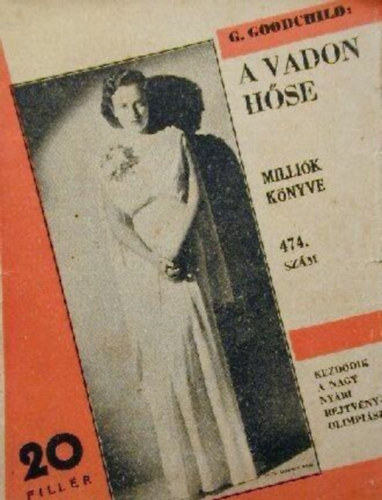 G. GOODCHILD:
A VADON
HŐSE
MILLIÓK
KÖNYVE
474.
SZÁM
KEZDŐDIK
A NAGY
NYÁRI
REJTVÉNY-
OLIMPIÁSZ
20
FILLÉR